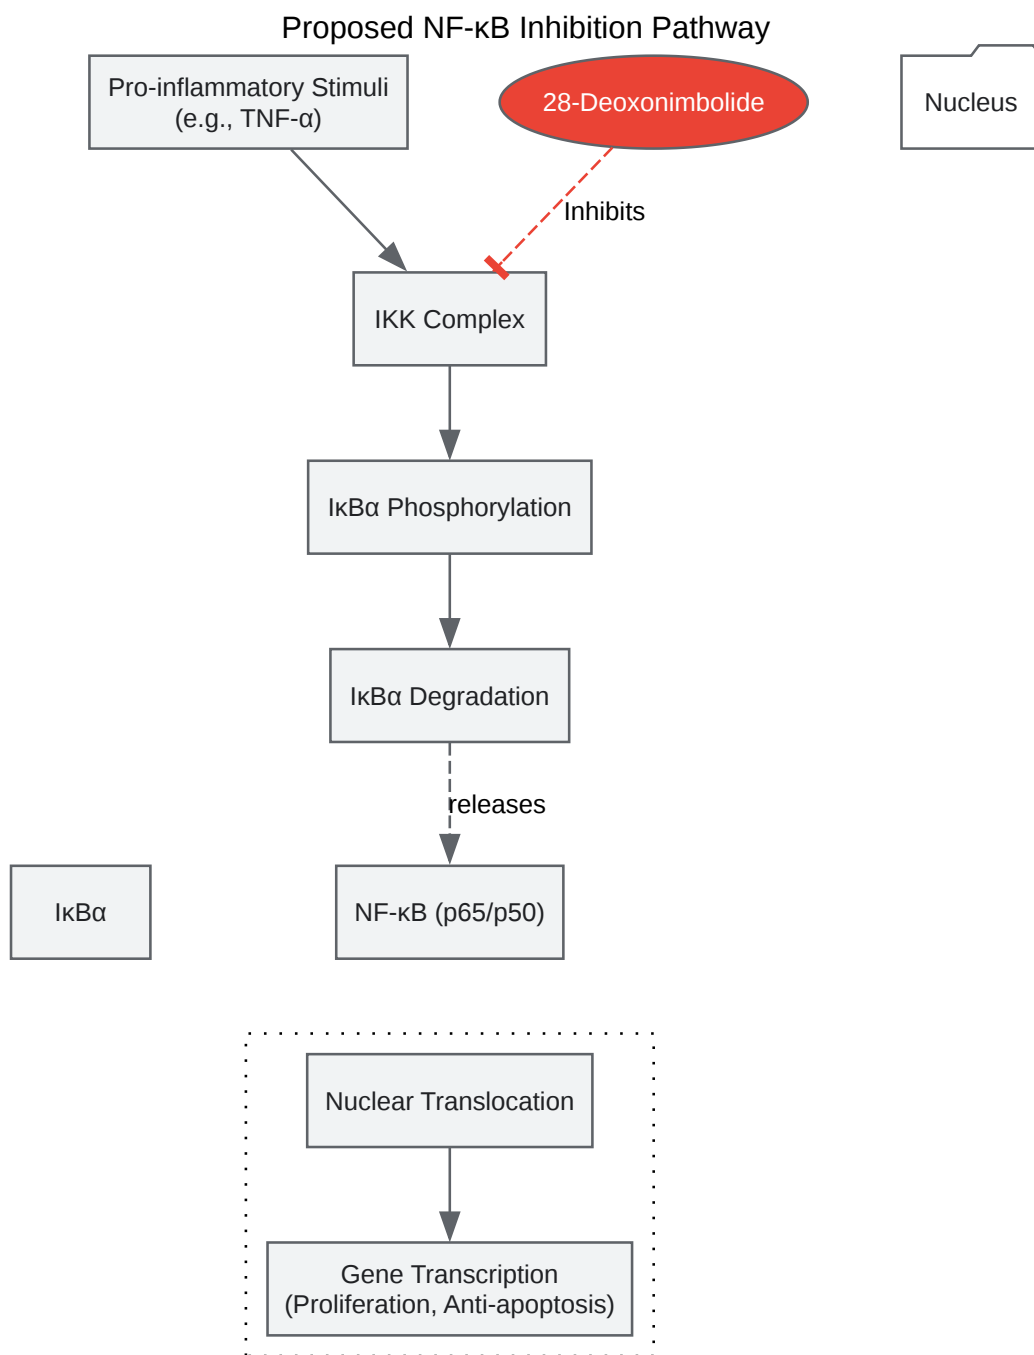 Proposed NF-κB Inhibition Pathway
Pro-inflammatory Stimuli
(e.g., TNF-α)
28-Deoxonimbolide
Nucleus
Inhibits
IKK Complex
IκBα Phosphorylation
IκBα Degradation
releases
IκBα
NF-κB (p65/p50)
Nuclear Translocation
Gene Transcription
(Proliferation, Anti-apoptosis)